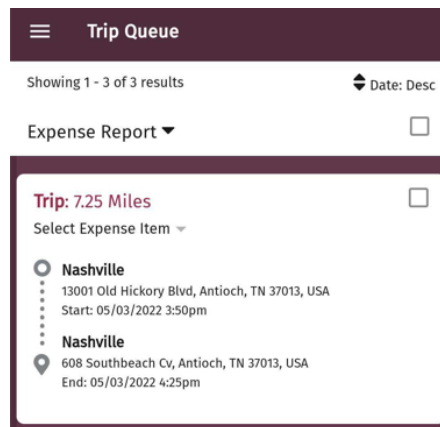 Trip Queue
Showing 1 - 3 of 3 results
Date: Desc
Expense Report
Trip: 7.25 Miles
Select Expense Item
Nashville
13001 Old Hickory Blvd, Antioch, TN 37013, USA
Start: 05/03/2022 3:50pm
Nashville
608 Southbeach Cv, Antioch, TN 37013, USA
End: 05/03/2022 4:25pm